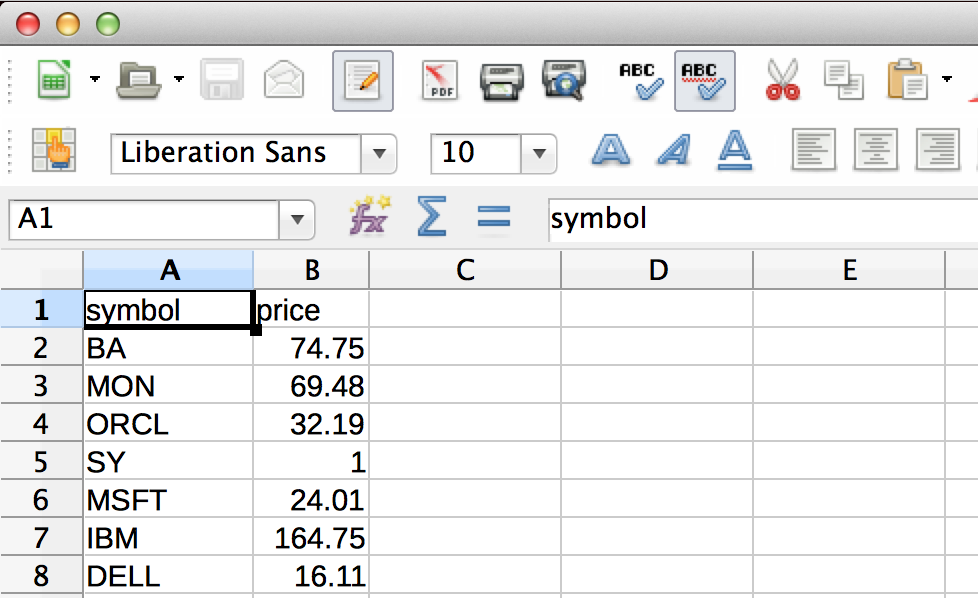 PDF ABC ABC
Liberation Sans 10
A1 fx Σ = symbol
A B C D E
1 symbol price
2 BA 74.75
3 MON 69.48
4 ORCL 32.19
5 SY 1
6 MSFT 24.01
7 IBM 164.75
8 DELL 16.11